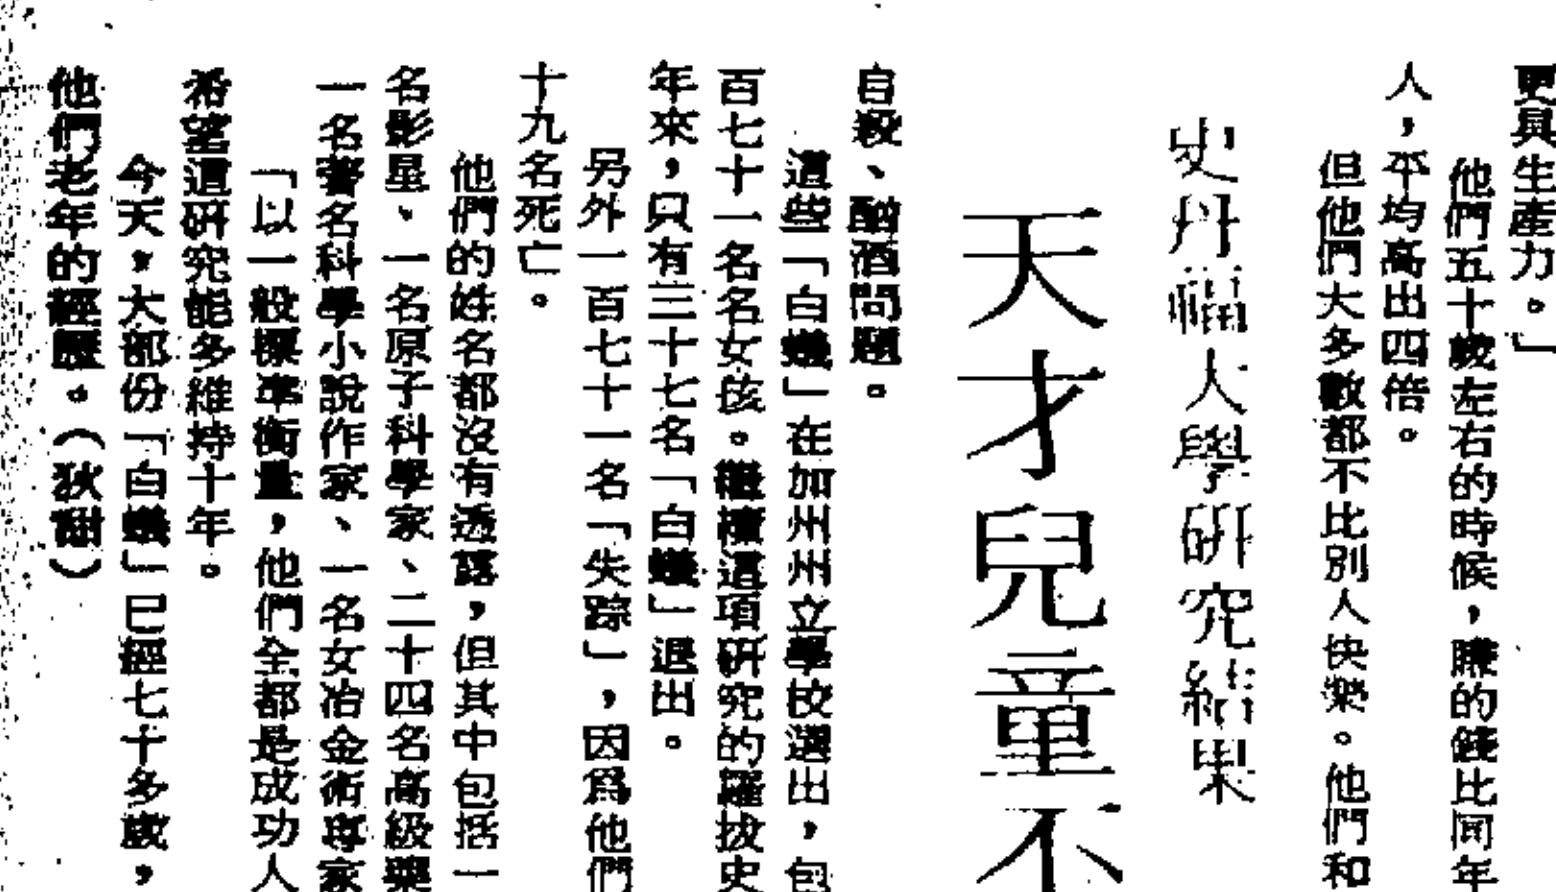 更具生產力。」
他們五十歲左右的時候，賺的錢比同年
人，平均高出四倍。
但他們大多數都不比別人快樂。他們和
史丹福大學研究結果
天才兒童不
自殺、酗酒問題。
這些「白蟻」在加州州立學校選出，包
百七十一名名女孩。繼續這項研究的羅拔史
年來，只有三十七名「白蟻」退出。
另外一百七十一名「失踪」，因爲他們
十九名死亡。
他們的姓名都沒有透露，但其中包括一
名影星、一名原子科學家、二十四名高級藥
一名著名科學小說作家、一名女冶金術專家
「以一般標準衡量，他們全都是成功人
希望這研究能多維持十年。
今天，大部份「白蟻」已經七十多歲，
他們老年的經歷。（狄甜）